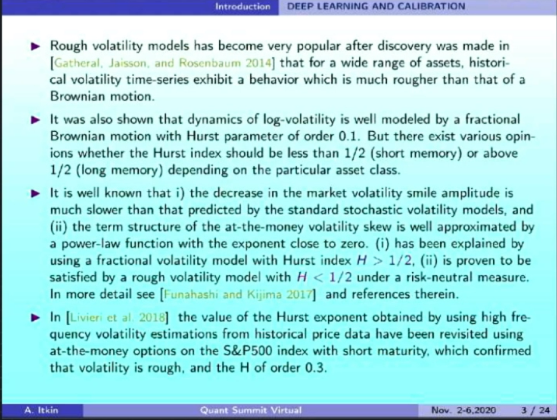 Introduction DEEP LEARNING AND CALIBRATION
Rough volatility models has become very popular after discovery was made in
[Gatheral, Jaisson, and Rosenbaum 2014] that for a wide range of assets, histori-
cal volatility time-series exhibit a behavior which is much rougher than that of a
Brownian motion.
It was also shown that dynamics of log-volatility is well modeled by a fractional
Brownian motion with Hurst parameter of order 0.1. But there exist various opin-
ions whether the Hurst index should be less than 1/2 (short memory) or above
1/2 (long memory) depending on the particular asset class.
It is well known that i) the decrease in the market volatility smile amplitude is
much slower than that predicted by the standard stochastic volatility models, and
(ii) the term structure of the at-the-money volatility skew is well approximated by
a power-law function with the exponent close to zero. (i) has been explained by
using a fractional volatility model with Hurst index H > 1/2, (ii) is proven to be
satisfied by a rough volatility model with H < 1/2 under a risk-neutral measure.
In more detail see [Funahashi and Kijima 2017] and references therein.
In [Livieri et al. 2018] the value of the Hurst exponent obtained by using high fre-
quency volatility estimations from historical price data have been revisited using
at-the-money options on the S&P500 index with short maturity, which confirmed
that volatility is rough, and the H of order 0.3.
A. Itkin Quant Summit Virtual Nov. 2-6,2020 3 / 24